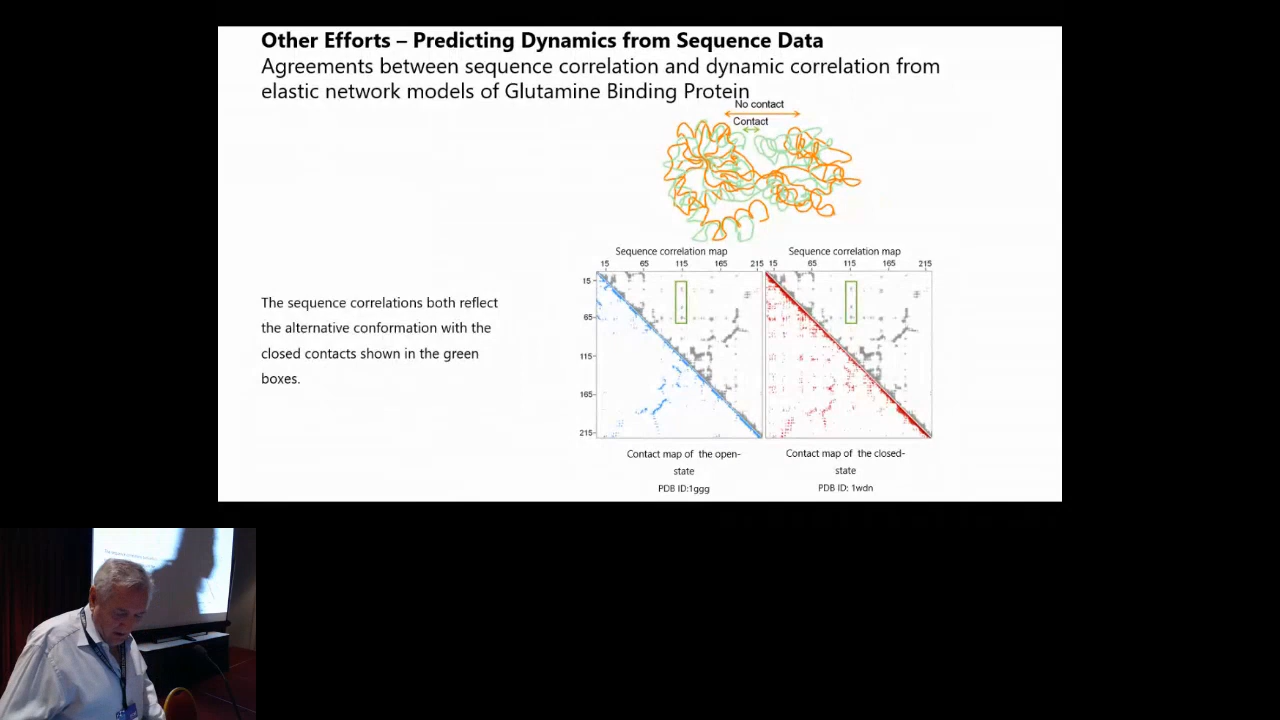 Other Efforts – Predicting Dynamics from Sequence Data
Agreements between sequence correlation and dynamic correlation from
elastic network models of Glutamine Binding Protein
No contact
Contact
Sequence correlation map
Sequence correlation map
15 65 115 165 215
15 65 115 165 215
15
65
115
165
215
The sequence correlations both reflect
the alternative conformation with the
closed contacts shown in the green
boxes.
Contact map of the open-
state
PDB ID:1ggg
Contact map of the closed-
state
PDB ID: 1wdn